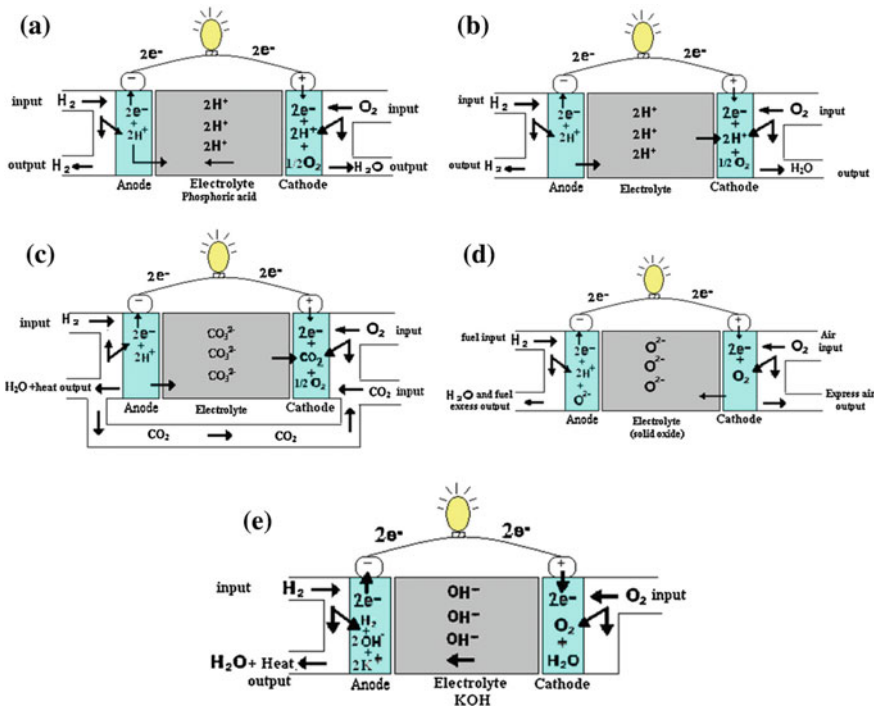 (a)
2e- 2e-
− +
input H₂ O₂ input
2e- + 2H⁺
2H⁺
2H⁺
2H⁺
2e- + 2H⁺ + 1/2O₂
output H₂ H₂O output
Anode Electrolyte Cathode
Phosphoric acid
(b)
2e- 2e-
− +
input H₂ O₂ input
2e- + 2H⁺
2H⁺
2H⁺
2H⁺
2e- + 2H⁺ + 1/2 O₂
output H₂ H₂O
output
Anode Electrolyte Cathode
(c)
2e- 2e-
− +
input H₂ O₂ input
2e- + 2H⁺
CO₃²⁻
CO₃²⁻
CO₃²⁻
2e- + CO₂ + 1/2 O₂
H₂O +heat output CO₂ input
Anode Electrolyte Cathode
CO₂ CO₂
(d)
2e- 2e-
− +
fuel input H₂ O₂ Air input
2e- + 2H⁺ + O²⁻
O²⁻
O²⁻
O²⁻
2e- + O₂
H₂O and fuel excess output
Express air output
Anode Electrolyte Cathode
(solid oxide)
(e)
2e- 2e-
− +
input H₂ O₂ input
2e- H₂ + 2 OH⁻ 2K⁺
OH⁻
OH⁻
OH⁻
2e- O₂ + H₂O
H₂O+ Heat output
Anode Electrolyte Cathode
KOH